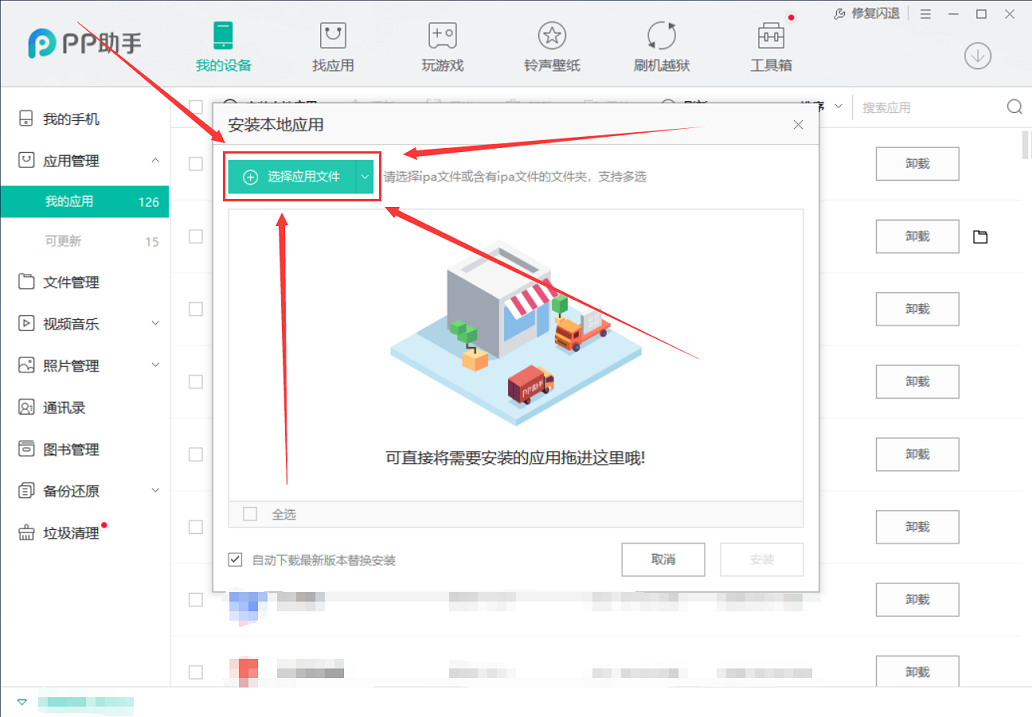 PP助手
修复闪退
我的设备
找应用
玩游戏
铃声壁纸
刷机越狱
工具箱
搜索应用
我的手机
应用管理
我的应用 126
可更新 15
文件管理
视频音乐
照片管理
通讯录
图书管理
备份还原
垃圾清理
安装本地应用
选择应用文件
请选择ipa文件或含有ipa文件的文件夹，支持多选
PP助手
可直接将需要安装的应用拖进这里哦!
全选
自动下载最新版本替换安装
取消
安装
卸载
卸载
卸载
卸载
卸载
卸载
卸载
卸载